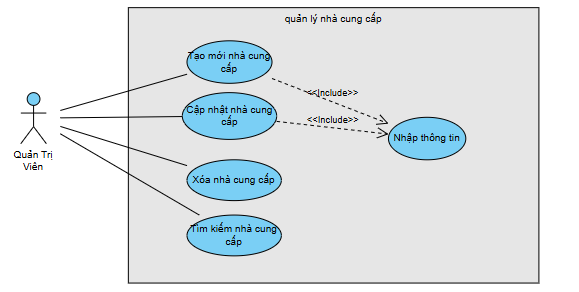 quản lý nhà cung cấp
Tạo mới nhà cung
cấp
<<Include>>
Cập nhật nhà cung
cấp
<<Include>>
Nhập thông tin
Quản Trị
Viên
Xóa nhà cung cấp
Tìm kiếm nhà cung
cấp